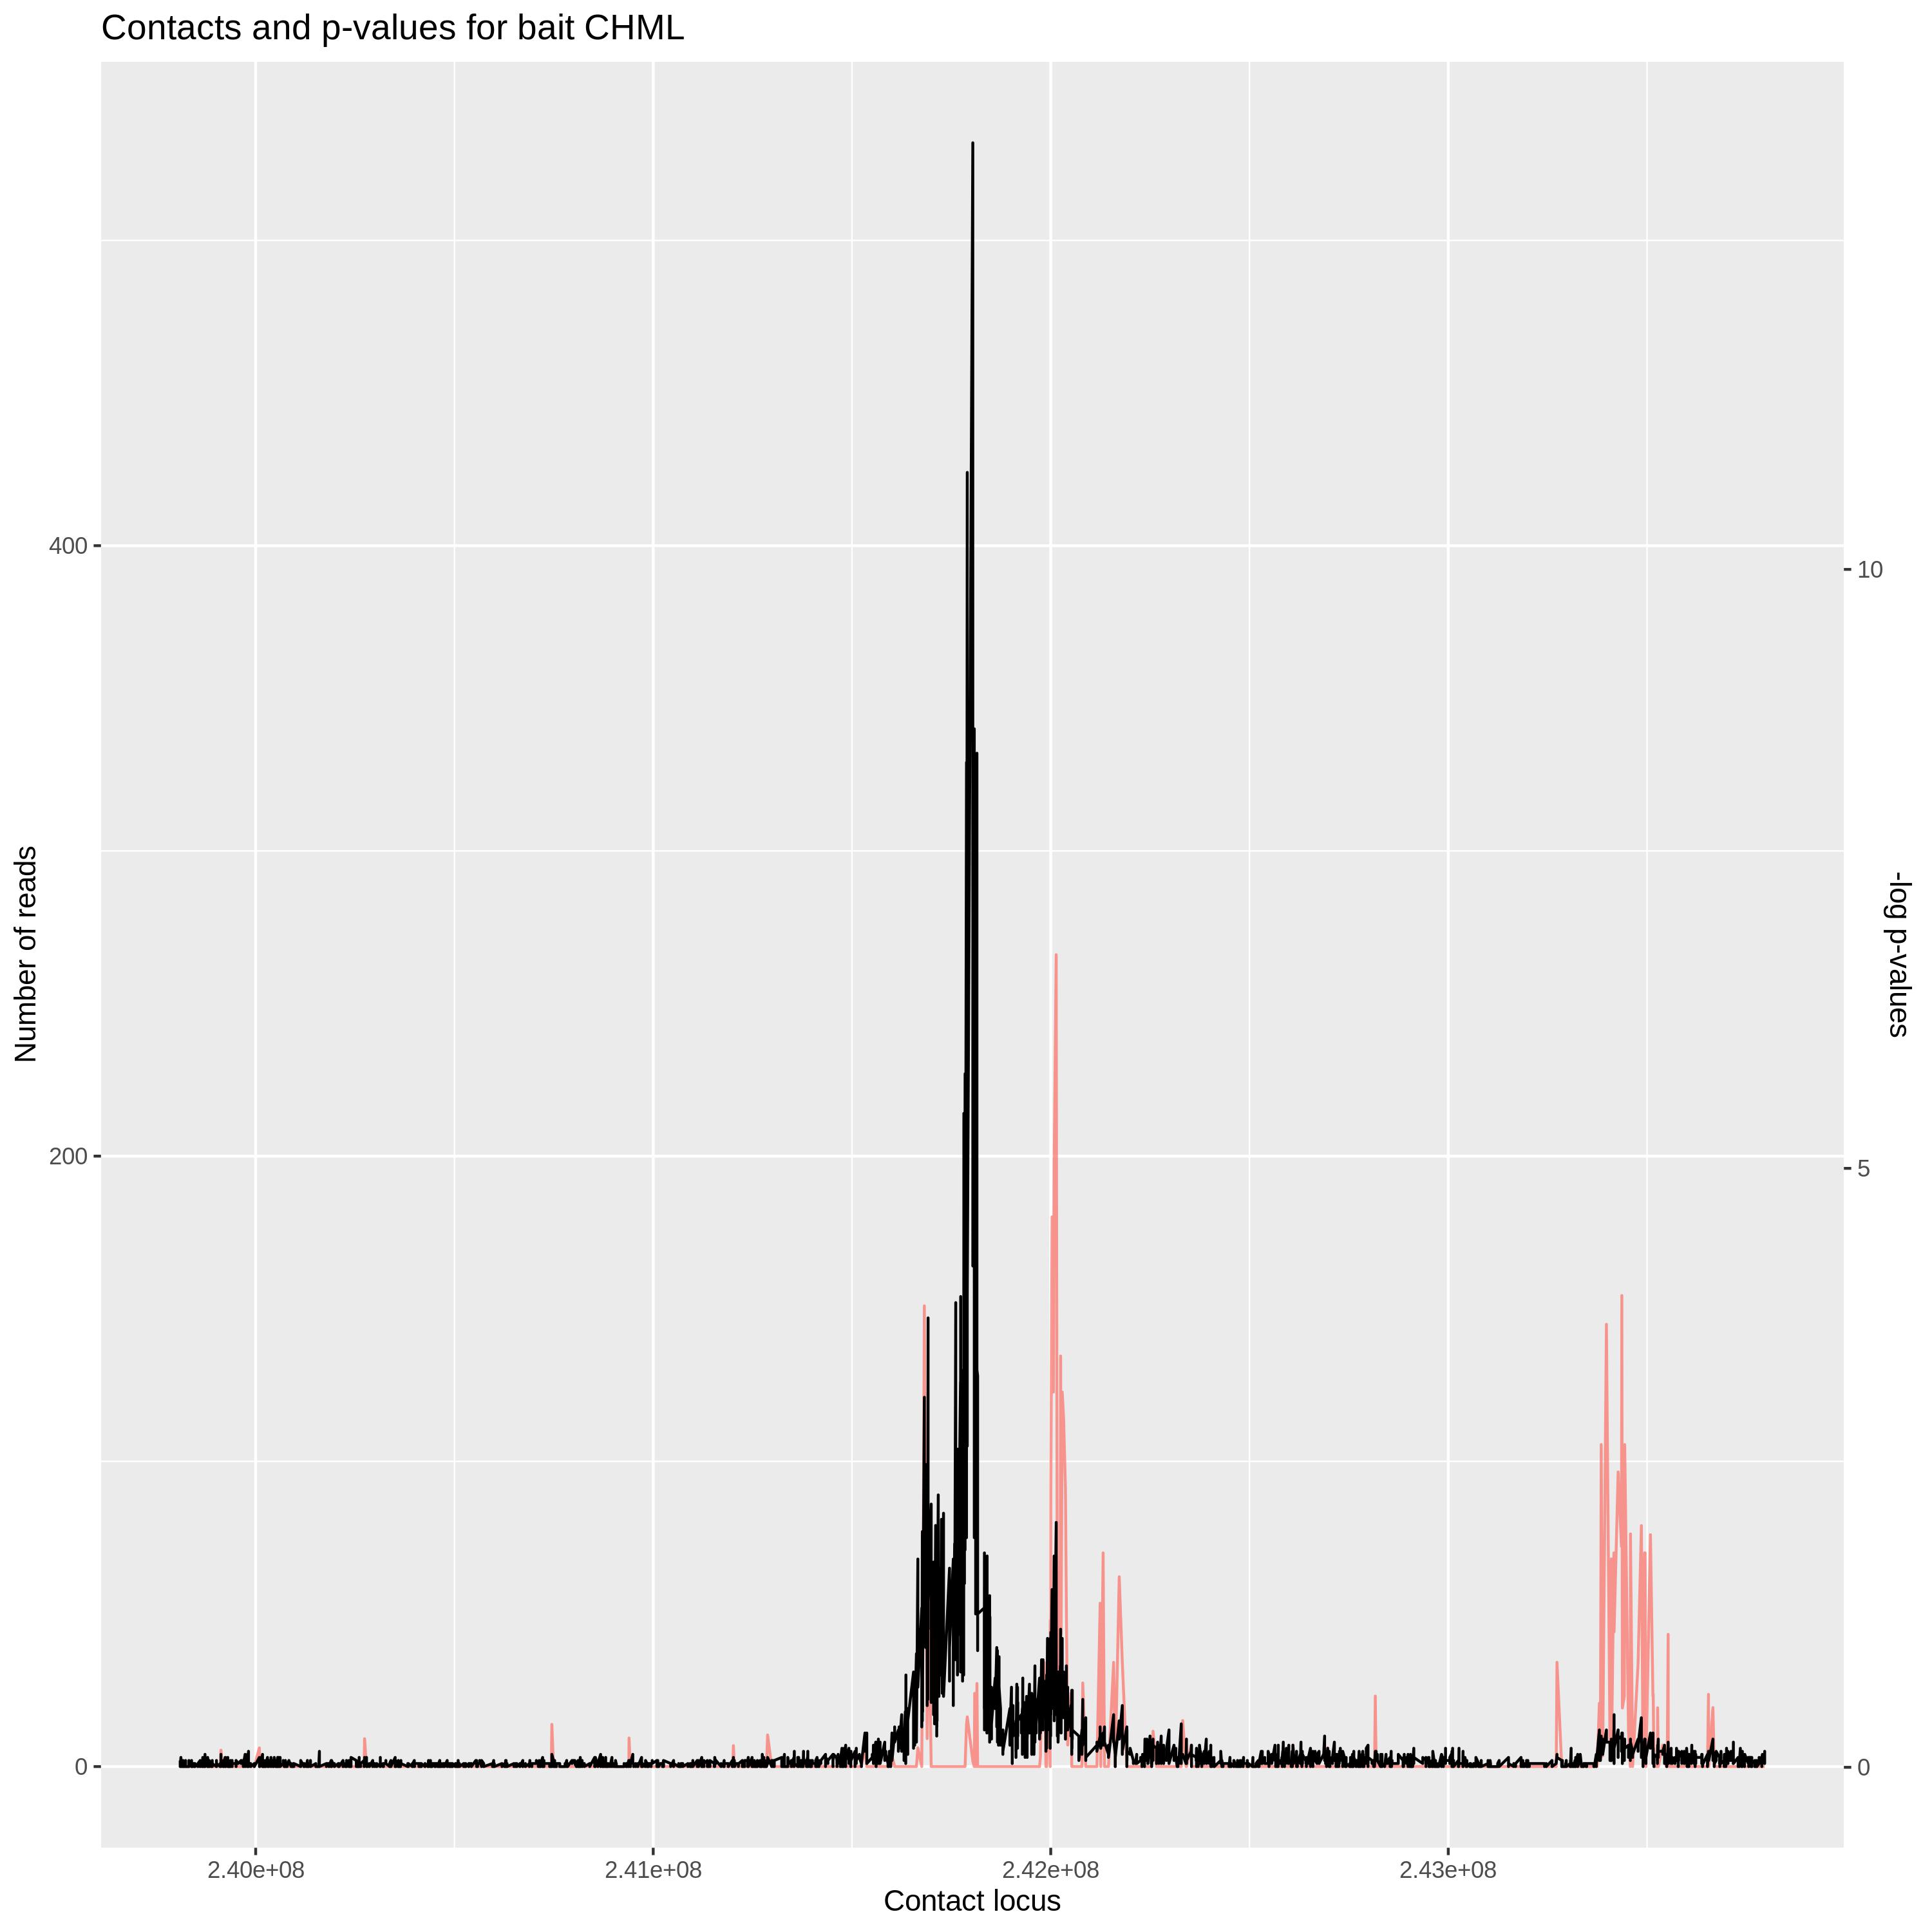 Contacts and p-values for bait CHML
Number of reads
400
200
0
10
5
0
-log p-values
2.40e+08
2.41e+08
2.42e+08
2.43e+08
Contact locus